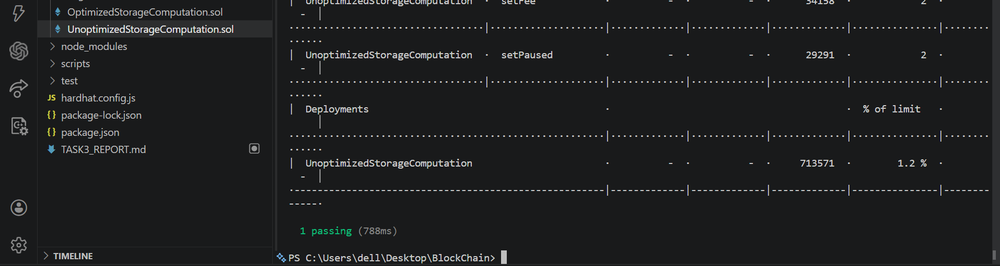 OptimizedStorageComputation.sol
UnoptimizedStorageComputation.sol
node_modules
scripts
test
JS hardhat.config.js
{} package-lock.json
{} package.json
TASK3_REPORT.md
TIMELINE
| UnoptimizedStorageComputation · setFee · - · - · 34158 · 2 ·
- |
··································|····················|·············|·············|·············|···············|········
······
| UnoptimizedStorageComputation · setPaused · - · - · 29291 · 2 ·
- |
··································|····················|·············|·············|·············|···············|········
······
| Deployments · · % of limit ·
|
·······················································|·············|·············|·············|···············|········
······
| UnoptimizedStorageComputation · - · - · 713571 · 1.2 % ·
- |
·-------------------------------------------------------|-------------|-------------|-------------|---------------|--------
-----·
1 passing (788ms)
PS C:\Users\dell\Desktop\BlockChain>